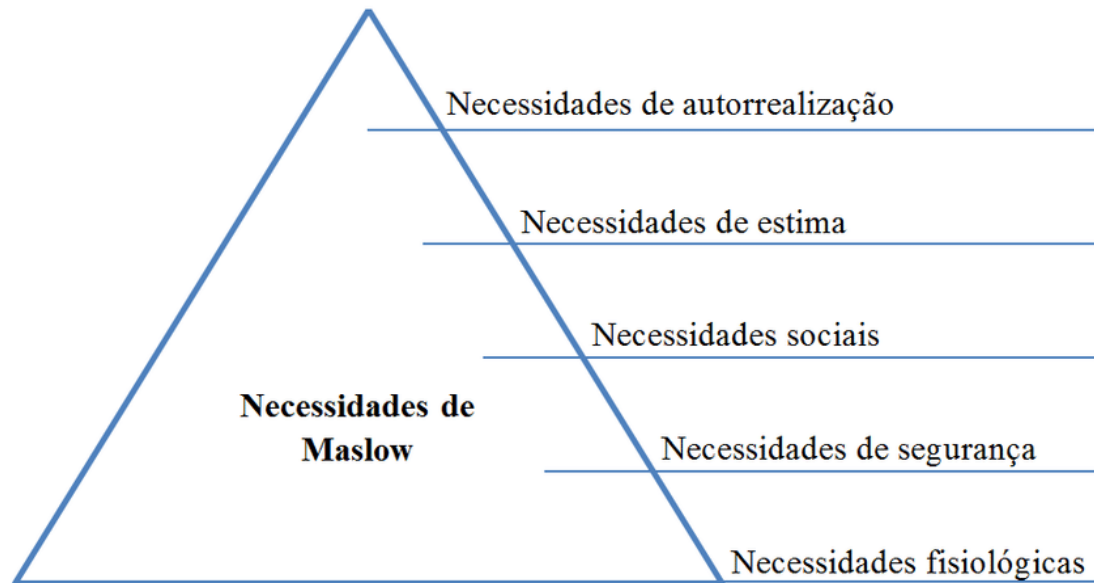 Necessidades de autorrealização
Necessidades de estima
Necessidades sociais
Necessidades de
Maslow
Necessidades de segurança
Necessidades fisiológicas